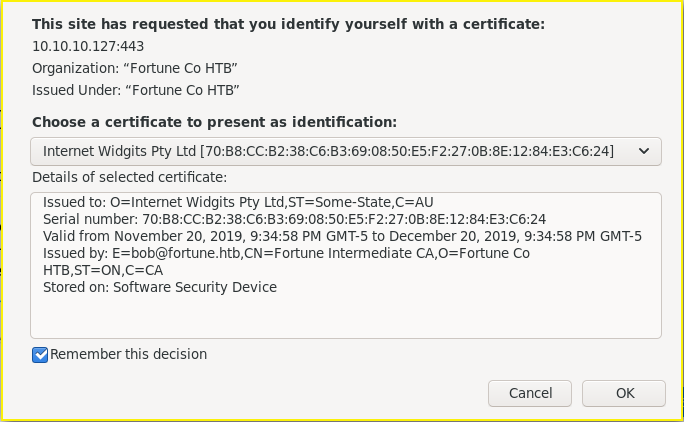 This site has requested that you identify yourself with a certificate:
10.10.10.127:443
Organization: “Fortune Co HTB”
Issued Under: “Fortune Co HTB”
Choose a certificate to present as identification:
Internet Widgits Pty Ltd [70:B8:CC:B2:38:C6:B3:69:08:50:E5:F2:27:0B:8E:12:84:E3:C6:24]
Details of selected certificate:
Issued to: O=Internet Widgits Pty Ltd,ST=Some-State,C=AU
Serial number: 70:B8:CC:B2:38:C6:B3:69:08:50:E5:F2:27:0B:8E:12:84:E3:C6:24
Valid from November 20, 2019, 9:34:58 PM GMT-5 to December 20, 2019, 9:34:58 PM GMT-5
Issued by: E=bob@fortune.htb,CN=Fortune Intermediate CA,O=Fortune Co
HTB,ST=ON,C=CA
Stored on: Software Security Device
Remember this decision
Cancel OK